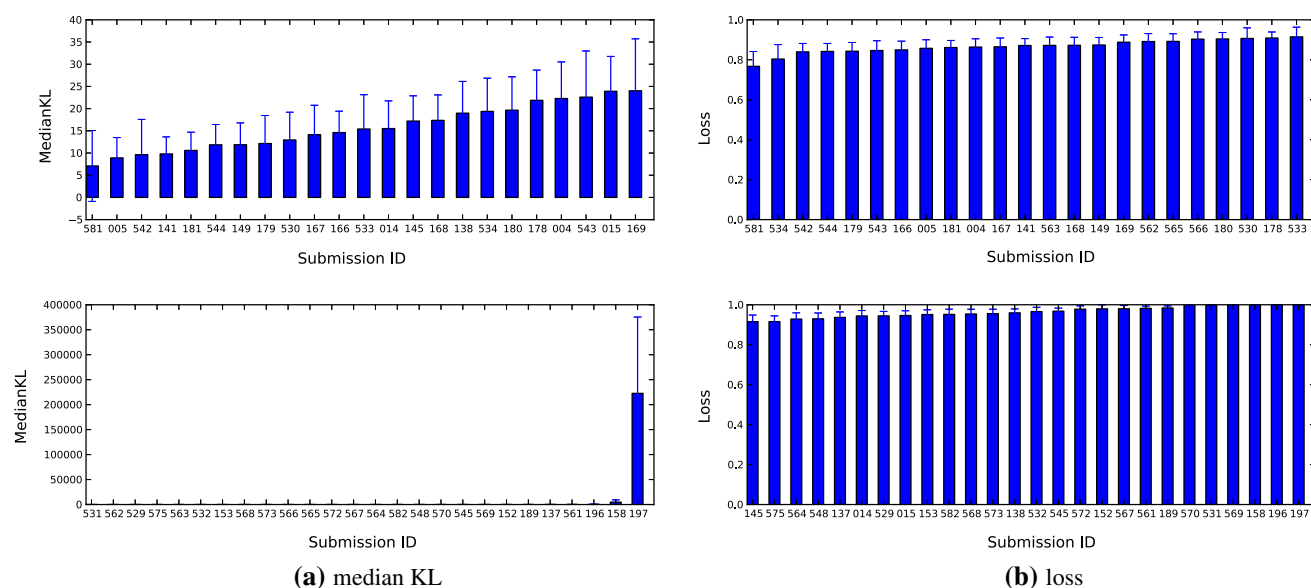 40
35
30
25
20
15
10
5
0
−5
MedianKL
581 005 542 141 181 544 149 179 530 167 166 533 014 145 168 138 534 180 178 004 543 015 169
Submission ID
1.0
0.8
0.6
0.4
0.2
0.0
Loss
581 534 542 544 179 543 166 005 181 004 167 141 563 168 149 169 562 565 566 180 530 178 533
Submission ID
400000
350000
300000
250000
200000
150000
100000
50000
0
MedianKL
531 562 529 575 563 532 153 568 573 566 565 572 567 564 582 548 570 545 569 152 189 137 561 196 158 197
Submission ID
(a) median KL
1.0
0.8
0.6
0.4
0.2
0.0
Loss
145 575 564 548 137 014 529 015 153 582 568 573 138 532 545 572 152 567 561 189 570 531 569 158 196 197
Submission ID
(b) loss